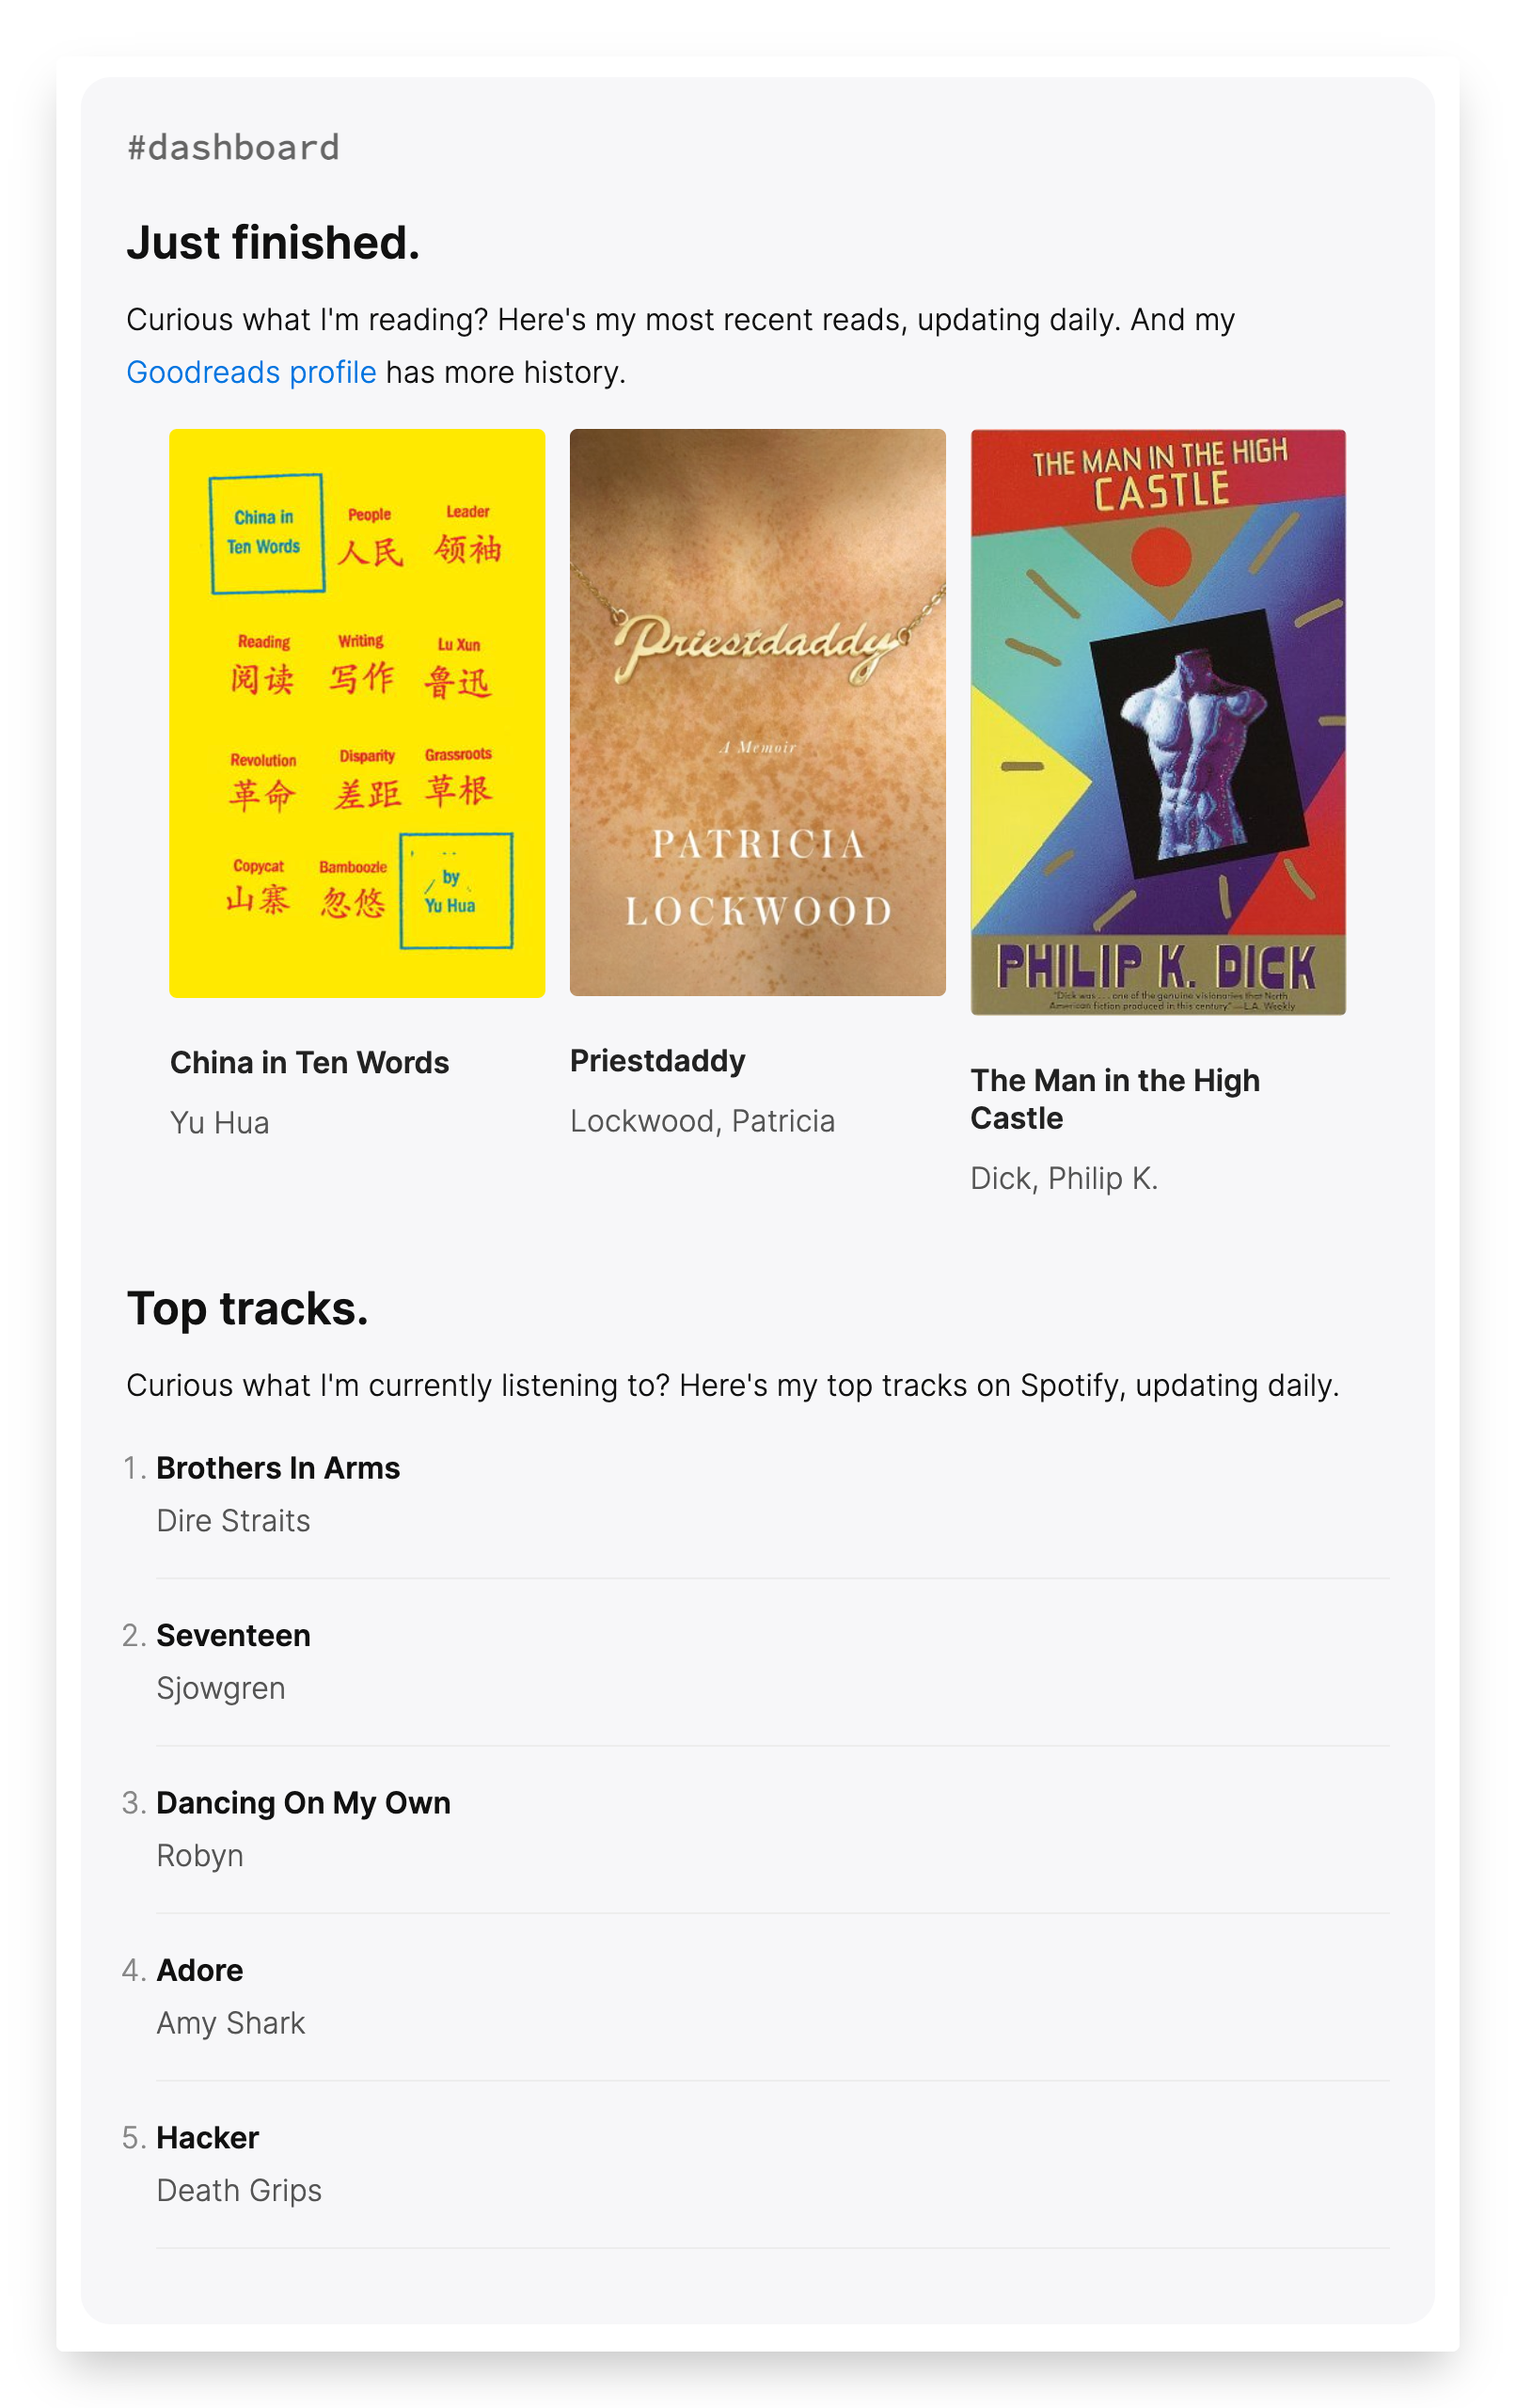 #dashboard
Just finished.
Curious what I'm reading? Here's my most recent reads, updating daily. And my
Goodreads profile has more history.
China in
Ten Words
People
人民
Leader
领袖
Reading
阅读
Writing
写作
Lu Xun
鲁迅
Revolution
革命
Disparity
差距
Grassroots
草根
Copycat
山寨
Bamboozle
忽悠
by
Yu Hua
Priestdaddy
A Memoir
PATRICIA
LOCKWOOD
THE MAN IN THE HIGH
CASTLE
PHILIP K. DICK
"Dick was . . . one of the genuine visionaries that North
American fiction produced in this century."—L.A. Weekly
China in Ten Words
Yu Hua
Priestdaddy
Lockwood, Patricia
The Man in the High
Castle
Dick, Philip K.
Top tracks.
Curious what I'm currently listening to? Here's my top tracks on Spotify, updating daily.
1. Brothers In Arms
Dire Straits
2. Seventeen
Sjowgren
3. Dancing On My Own
Robyn
4. Adore
Amy Shark
5. Hacker
Death Grips